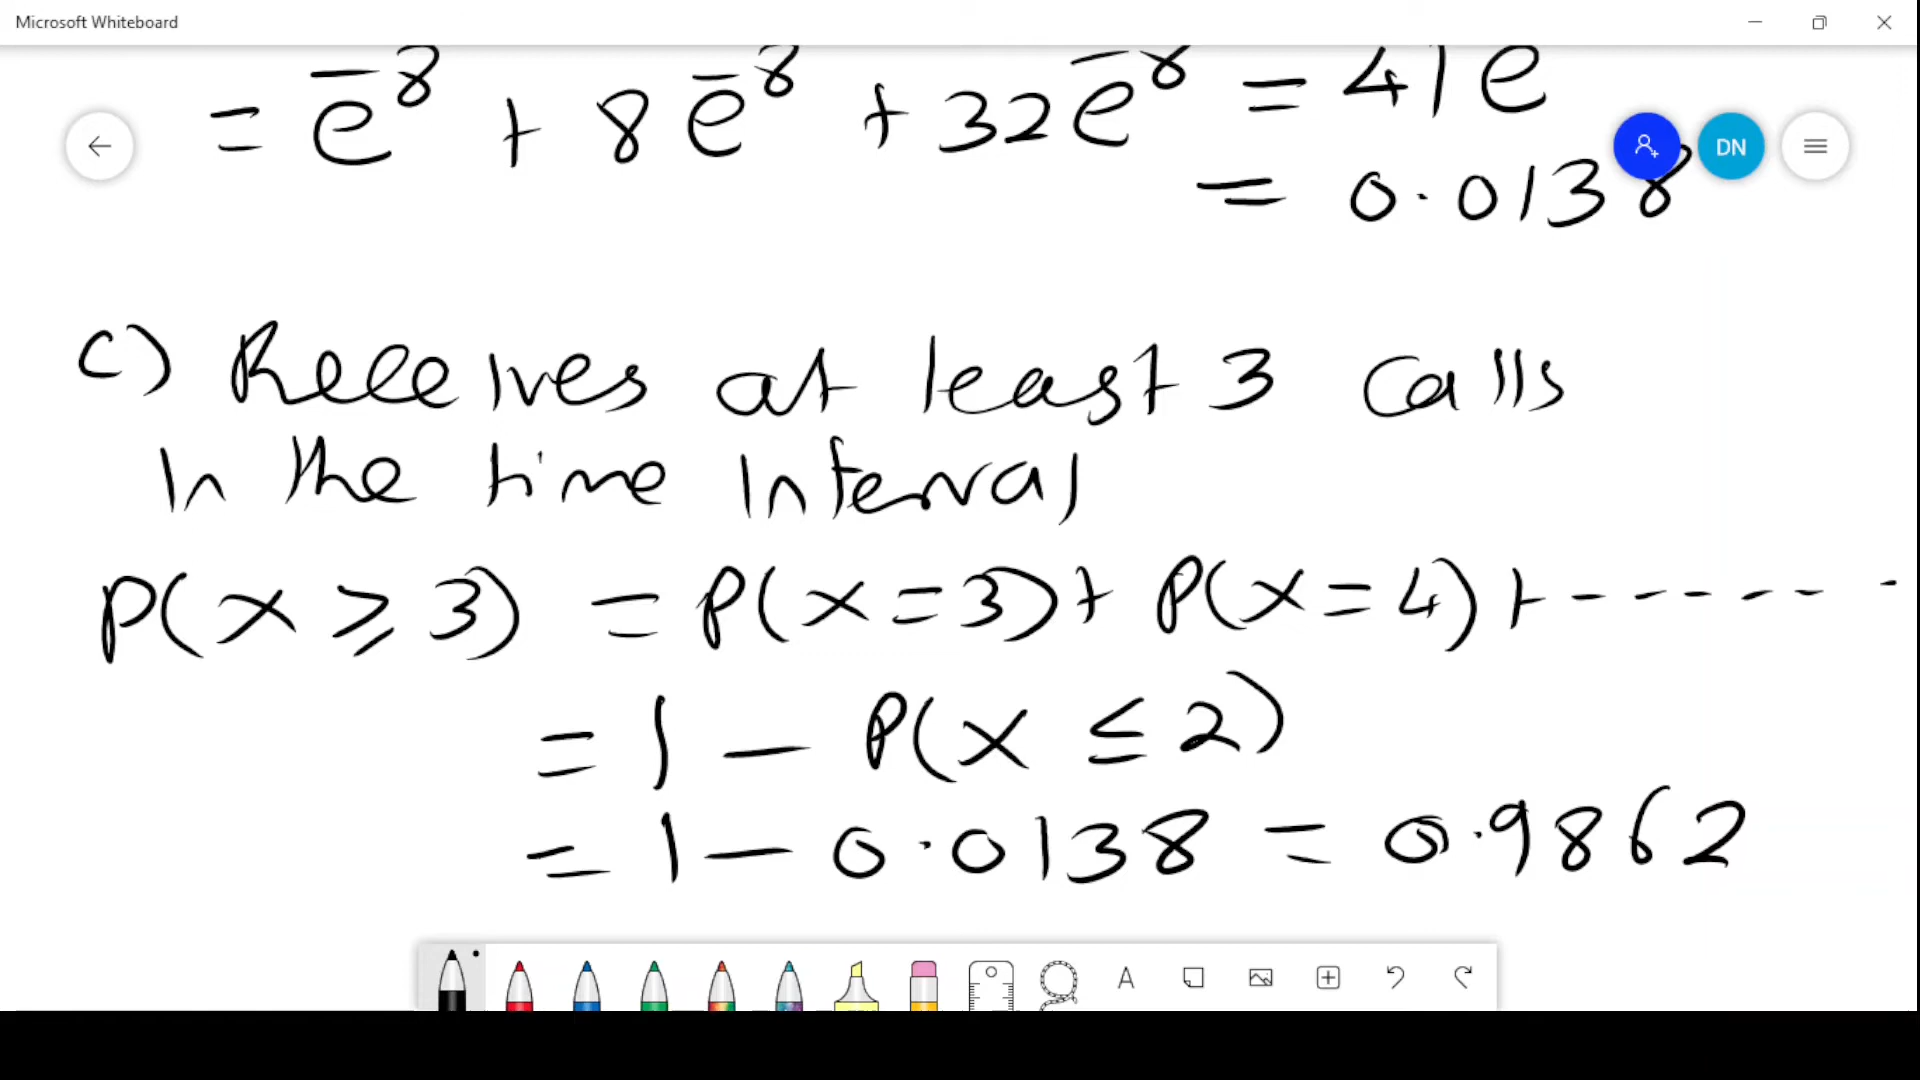 Microsoft Whiteboard
= e⁻⁸ + 8e⁻⁸ + 32e⁻⁸ = 41e
DN
= 0.0138
c) Receives at least 3 calls
In the time Interval
P(x ≥ 3) = P(x = 3) + P(x = 4) + - - - - - - -
= 1 - P(x ≤ 2)
= 1 - 0.0138 = 0.9862